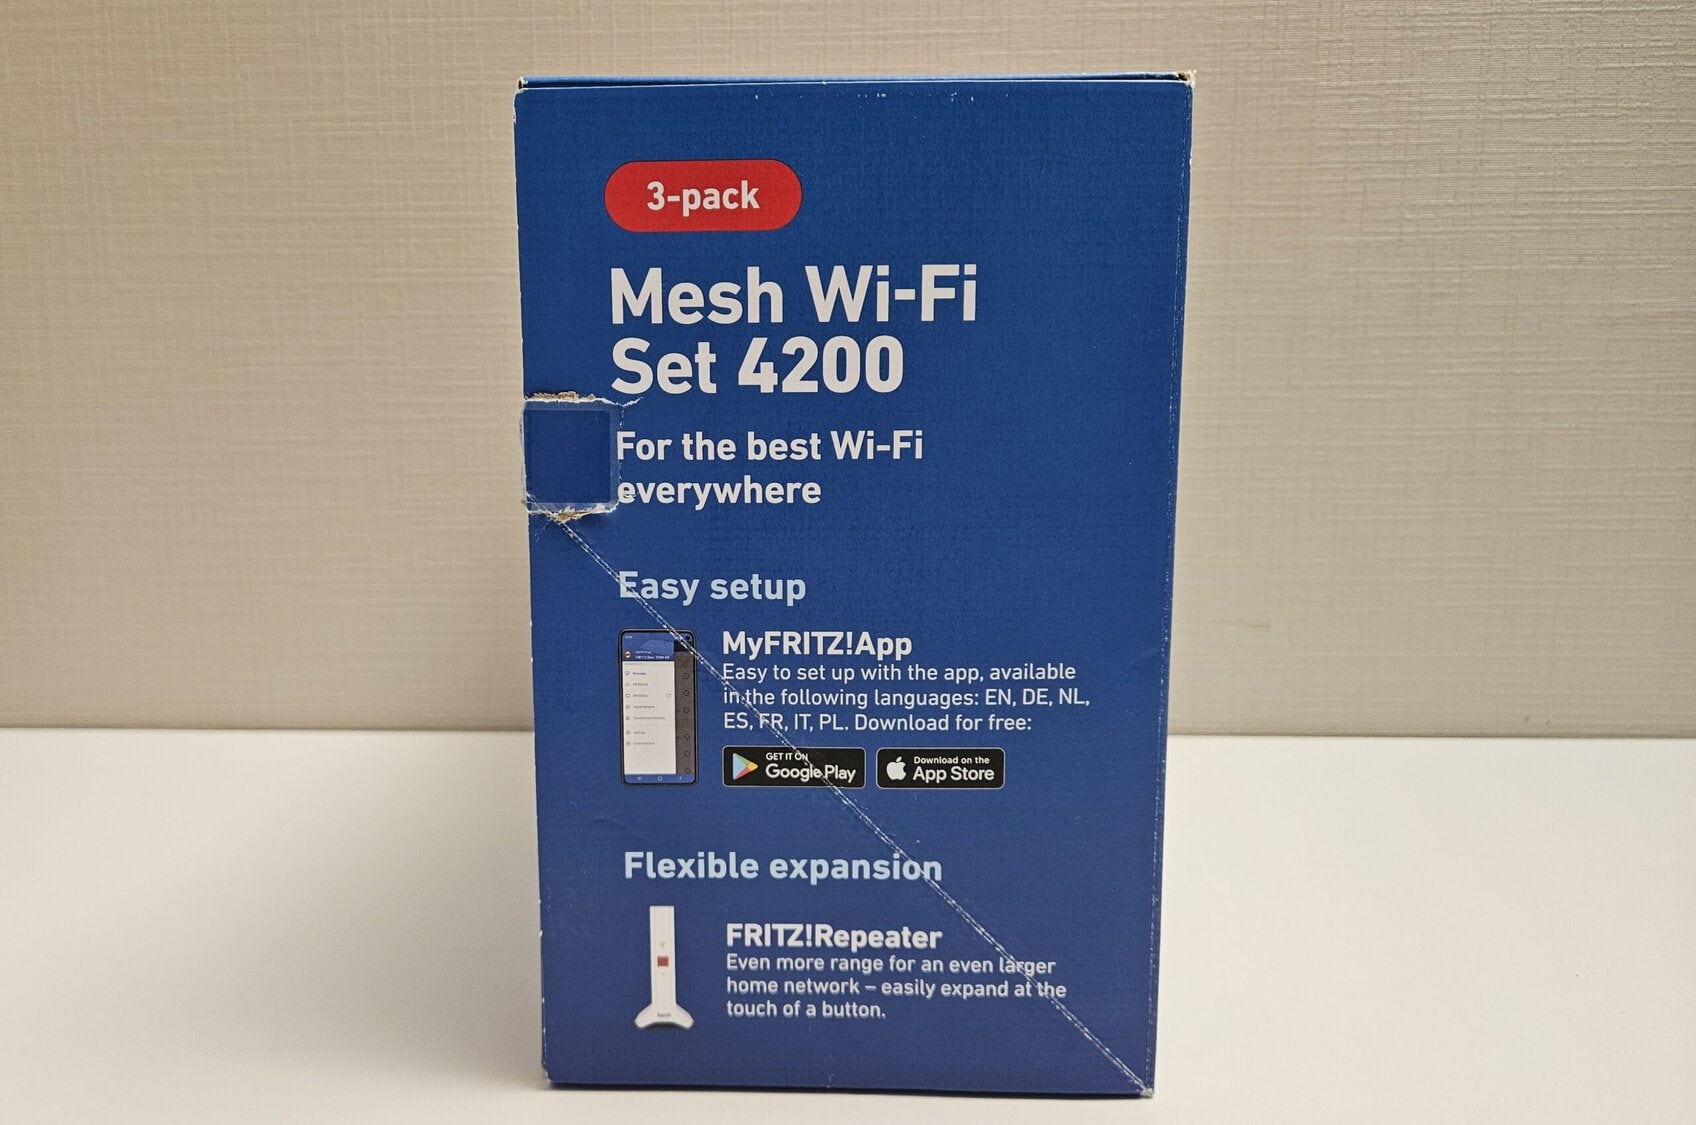 3-pack
Mesh Wi-Fi
Set 4200
For the best Wi-Fi
everywhere
Easy setup
MyFRITZ!App
Easy to set up with the app, available
in the following languages: EN, DE, NL,
ES, FR, IT, PL. Download for free:
GET IT ON
Google Play
Download on the
App Store
Flexible expansion
FRITZ!Repeater
Even more range for an even larger
home network – easily expand at the
touch of a button.